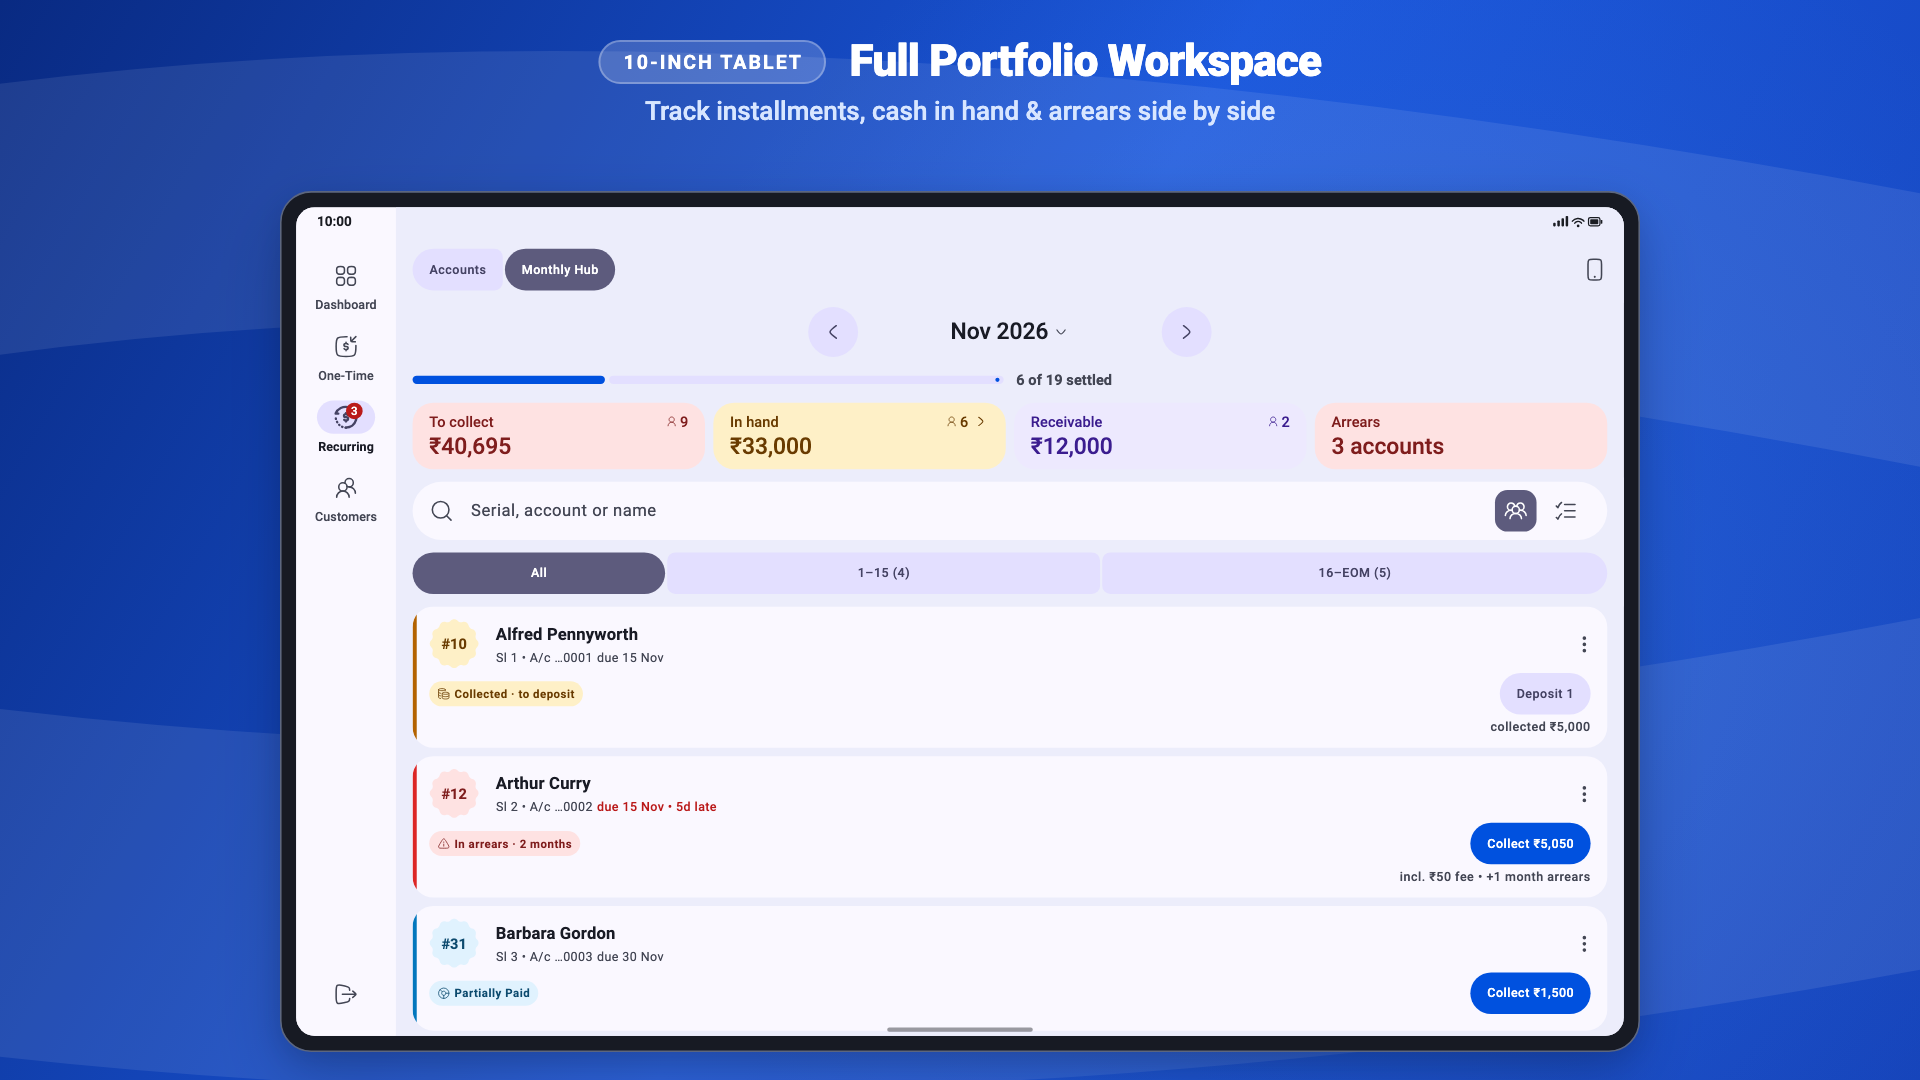 10-INCH TABLET
Full Portfolio Workspace
Track installments, cash in hand & arrears side by side
10:00
Dashboard
One-Time
3
Recurring
Customers
Accounts
Monthly Hub
Nov 2026
6 of 19 settled
To collect
9
₹40,695
In hand
6
₹33,000
Receivable
2
₹12,000
Arrears
3 accounts
Serial, account or name
All
1–15 (4)
16–EOM (5)
#10
Alfred Pennyworth
Sl 1 • A/c …0001 due 15 Nov
Collected · to deposit
Deposit 1
collected ₹5,000
#12
Arthur Curry
Sl 2 • A/c …0002 due 15 Nov • 5d late
In arrears · 2 months
Collect ₹5,050
incl. ₹50 fee • +1 month arrears
#31
Barbara Gordon
Sl 3 • A/c …0003 due 30 Nov
Partially Paid
Collect ₹1,500